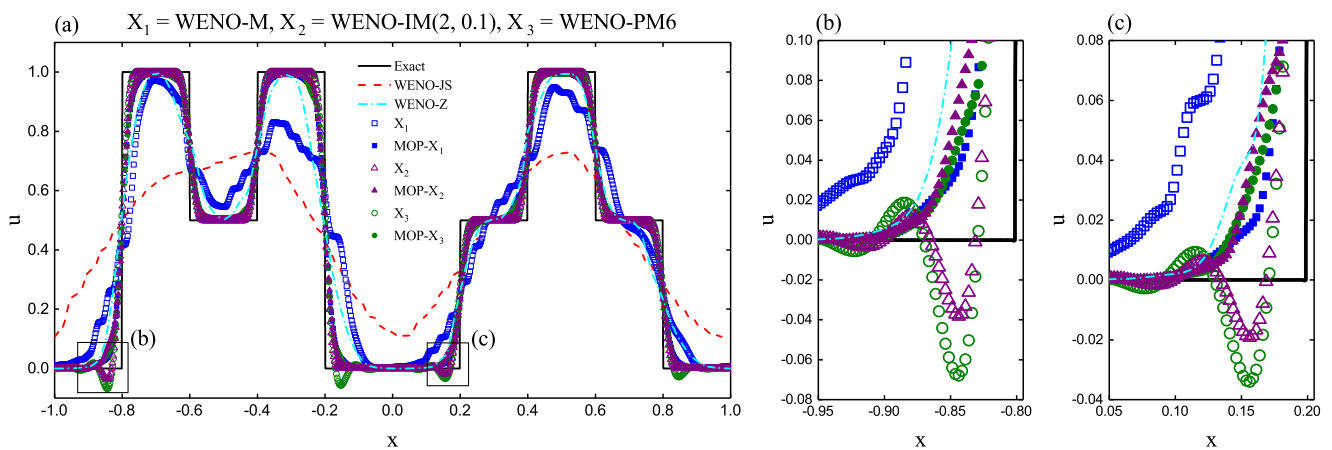 (a) X1 = WENO-M, X2 = WENO-IM(2, 0.1), X3 = WENO-PM6
Exact
WENO-JS
WENO-Z
X1
MOP-X1
X2
MOP-X2
X3
MOP-X3
(b)
(c)
u
1.0
0.8
0.6
0.4
0.2
0.0
-1.0 -0.8 -0.6 -0.4 -0.2 0.0 0.2 0.4 0.6 0.8 1.0
x
(b)
u
0.10
0.08
0.06
0.04
0.02
0.00
-0.02
-0.04
-0.06
-0.08
-0.95 -0.90 -0.85 -0.80
x
(c)
u
0.08
0.06
0.04
0.02
0.00
-0.02
-0.04
0.05 0.10 0.15 0.20
x